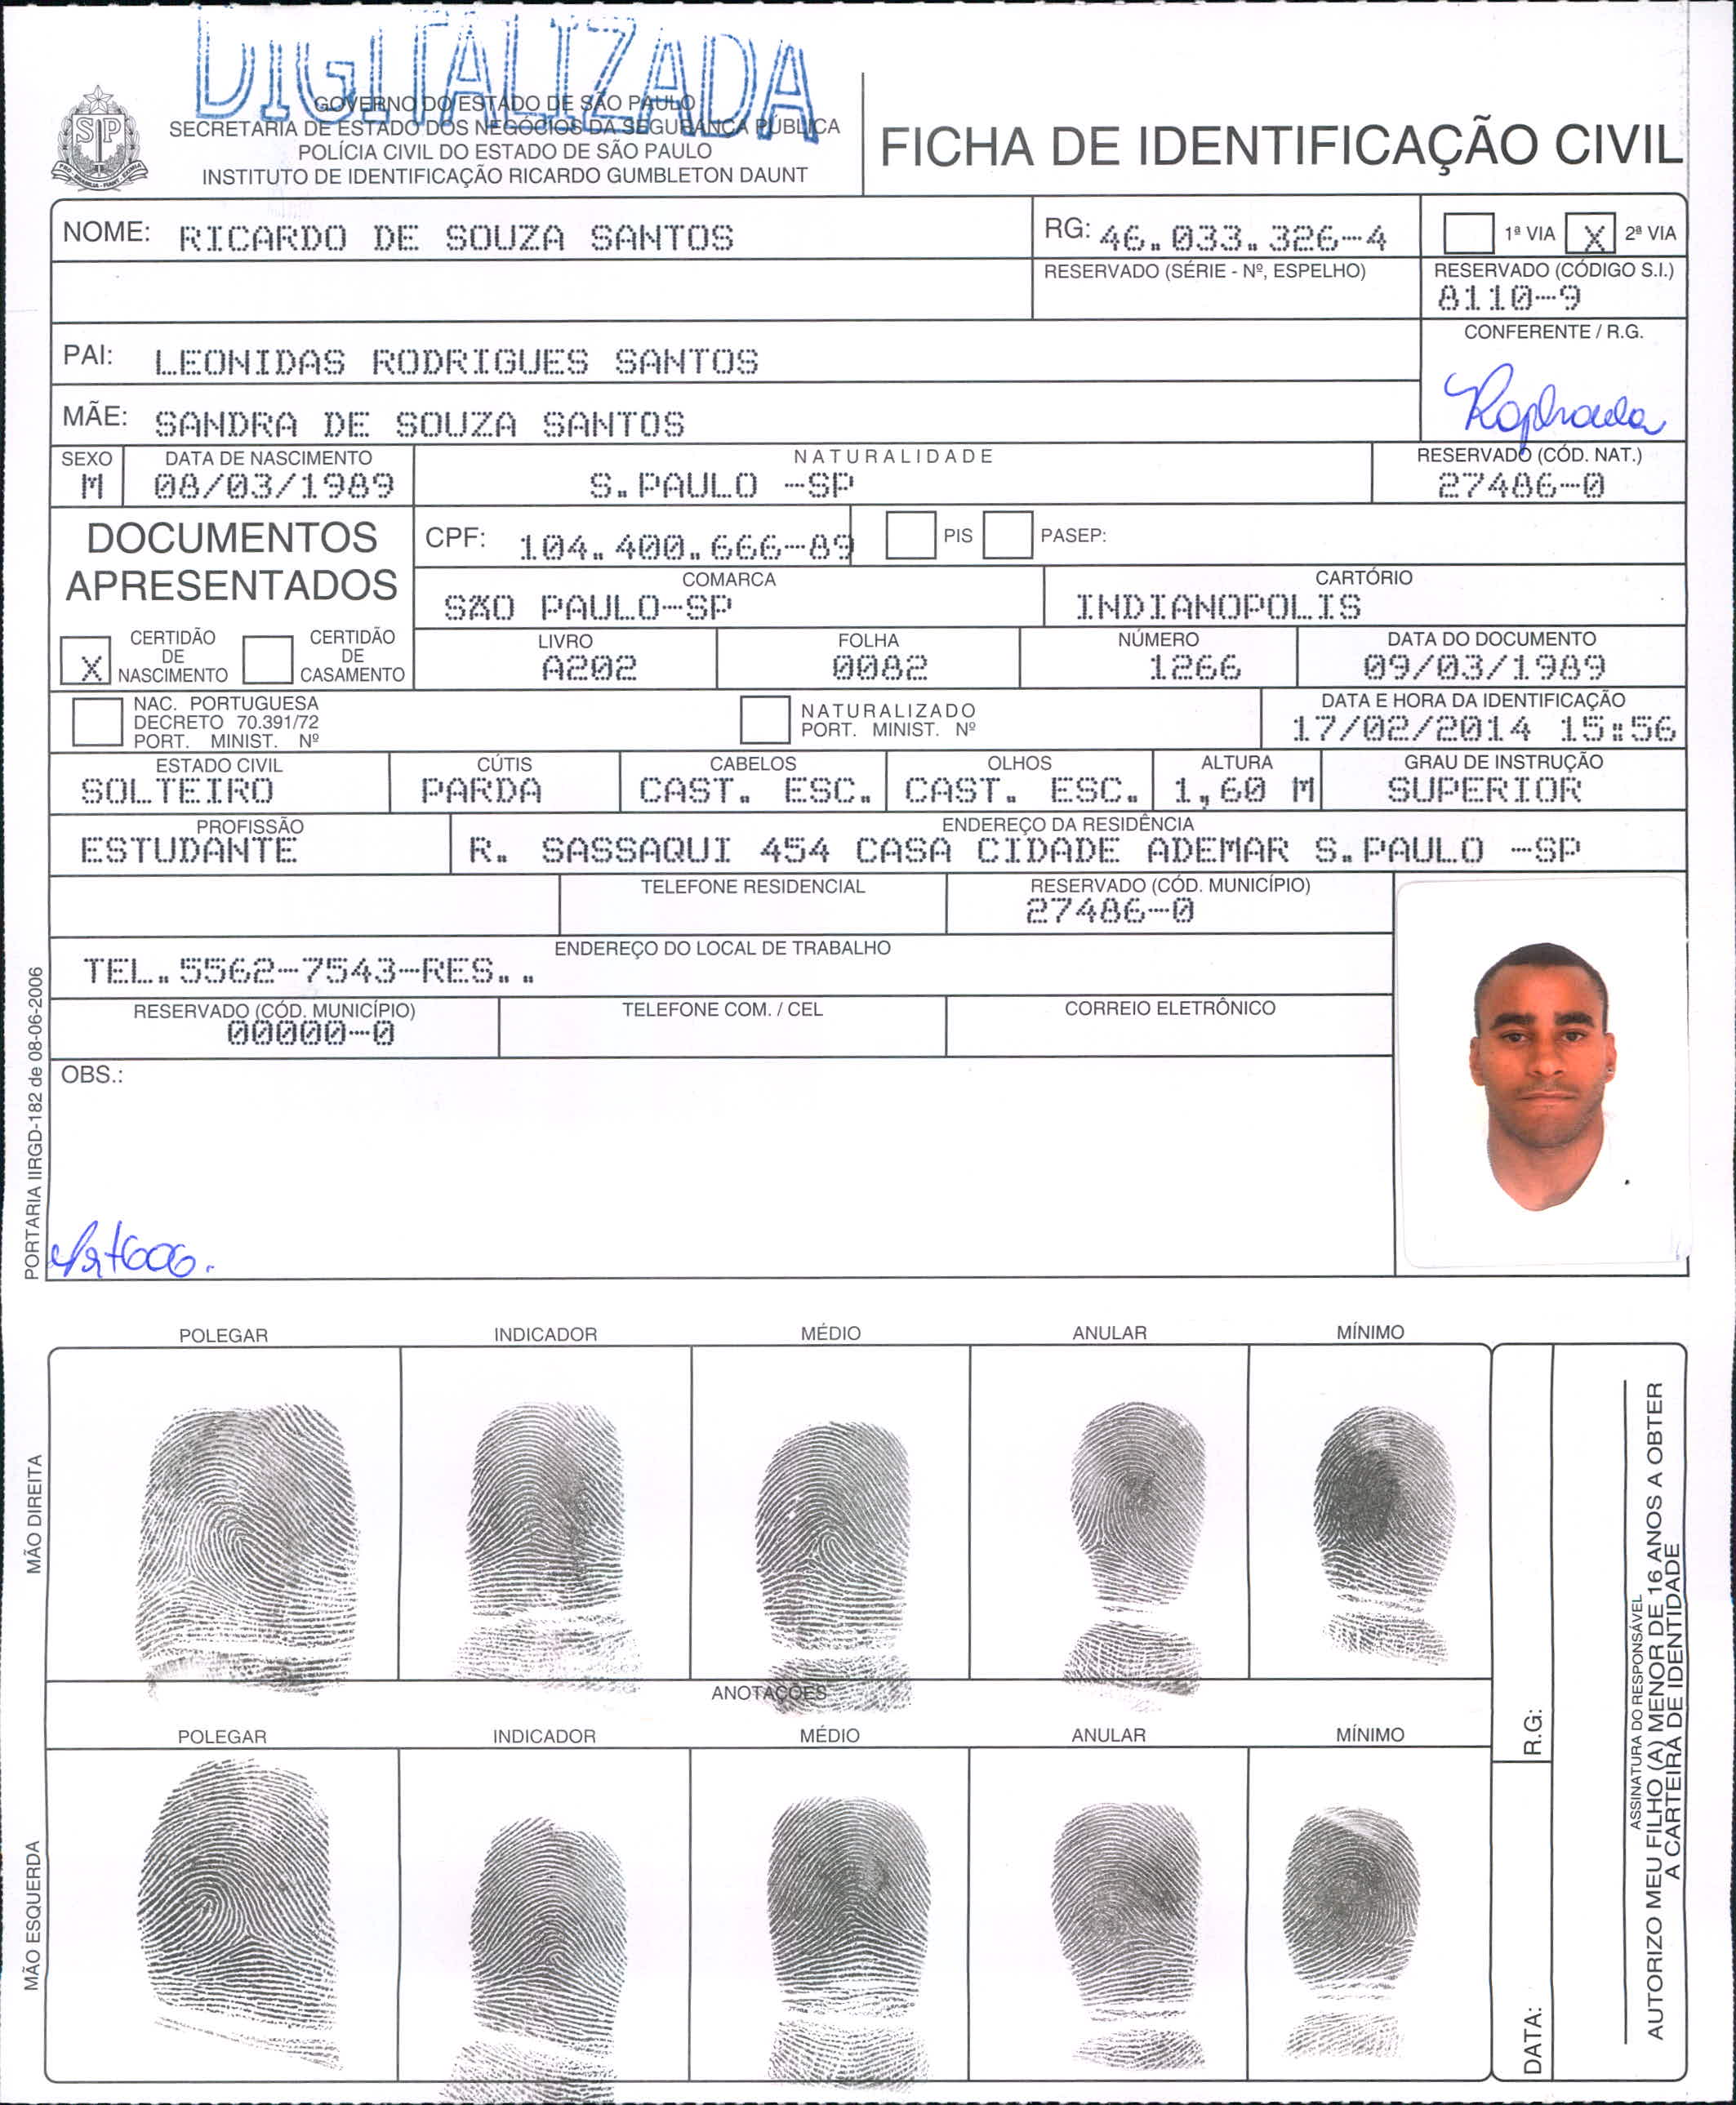 DIGITALIZADA
GOVERNO DO ESTADO DE SÃO PAULO
SECRETARIA DE ESTADO DOS NEGÓCIOS DA SEGURANÇA PÚBLICA
POLÍCIA CIVIL DO ESTADO DE SÃO PAULO
INSTITUTO DE IDENTIFICAÇÃO RICARDO GUMBLETON DAUNT
FICHA DE IDENTIFICAÇÃO CIVIL
NOME: RICARDO DE SOUZA SANTOS
RG: 46.033.326-4
1ª VIA X 2ª VIA
RESERVADO (SÉRIE - Nº, ESPELHO)
RESERVADO (CÓDIGO S.I.)
8110-9
PAI: LEONIDAS RODRIGUES SANTOS
CONFERENTE / R.G.
MÃE: SANDRA DE SOUZA SANTOS
SEXO
M
DATA DE NASCIMENTO
08/03/1989
NATURALIDADE
S.PAULO -SP
RESERVADO (CÓD. NAT.)
27486-0
DOCUMENTOS
APRESENTADOS
CPF: 104.400.666-89
PIS
PASEP:
COMARCA
SÃO PAULO-SP
CARTÓRIO
INDIANOPOLIS
X CERTIDÃO
DE
NASCIMENTO
CERTIDÃO
DE
CASAMENTO
LIVRO
A202
FOLHA
0082
NÚMERO
1266
DATA DO DOCUMENTO
09/03/1989
NAC. PORTUGUESA
DECRETO 70.391/72
PORT. MINIST. Nº
NATURALIZADO
PORT. MINIST. Nº
DATA E HORA DA IDENTIFICAÇÃO
17/02/2014 15:56
ESTADO CIVIL
SOLTEIRO
CÚTIS
PARDA
CABELOS
CAST. ESC.
OLHOS
CAST. ESC.
ALTURA
1,60 M
GRAU DE INSTRUÇÃO
SUPERIOR
PROFISSÃO
ESTUDANTE
ENDEREÇO DA RESIDÊNCIA
R. SASSAQUI 454 CASA CIDADE ADEMAR S.PAULO -SP
TELEFONE RESIDENCIAL
RESERVADO (CÓD. MUNICÍPIO)
27486-0
ENDEREÇO DO LOCAL DE TRABALHO
TEL.5562-7543-RES..
RESERVADO (CÓD. MUNICÍPIO)
00000-0
TELEFONE COM. / CEL
CORREIO ELETRÔNICO
OBS.:
PORTARIA IIRGD-182 de 08-06-2006
POLEGAR INDICADOR MÉDIO ANULAR MÍNIMO
MÃO DIREITA
ANOTAÇÕES
POLEGAR INDICADOR MÉDIO ANULAR MÍNIMO
MÃO ESQUERDA
R.G:
DATA:
ASSINATURA DO RESPONSÁVEL
AUTORIZO MEU FILHO (A) MENOR DE 16 ANOS A OBTER
A CARTEIRA DE IDENTIDADE